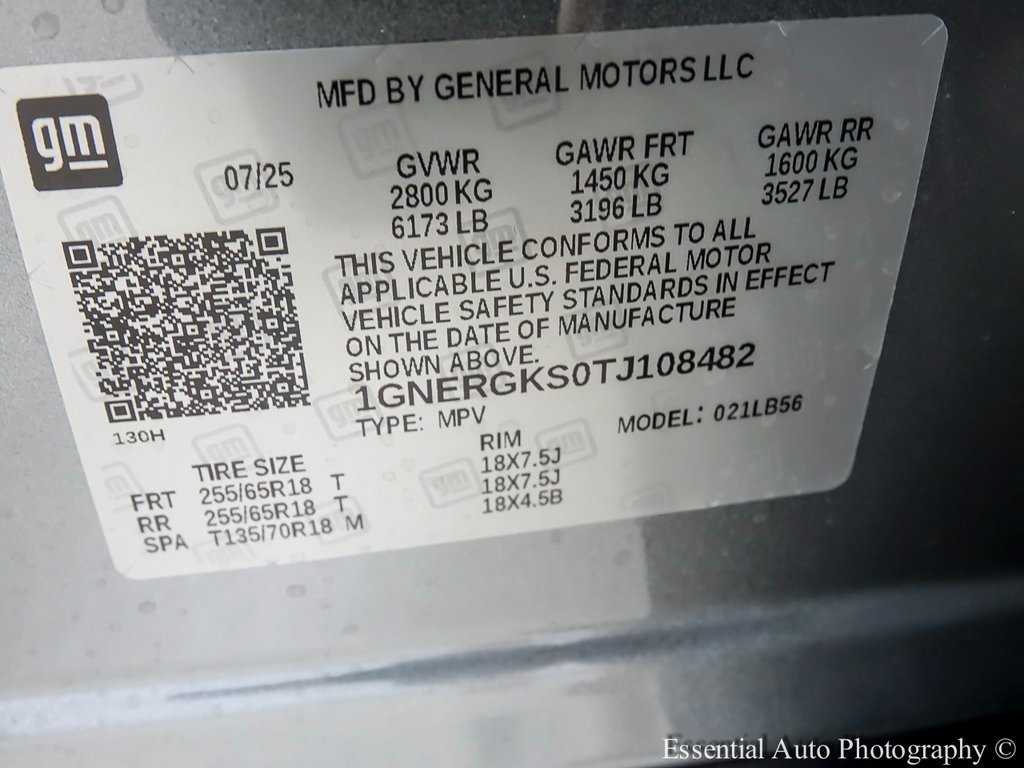 gm
MFD BY GENERAL MOTORS LLC
07/25
GVWR
2800 KG
6173 LB
GAWR FRT
1450 KG
3196 LB
GAWR RR
1600 KG
3527 LB
THIS VEHICLE CONFORMS TO ALL
APPLICABLE U.S. FEDERAL MOTOR
VEHICLE SAFETY STANDARDS IN EFFECT
ON THE DATE OF MANUFACTURE
SHOWN ABOVE.
1GNERGKS0TJ108482
TYPE: MPV
MODEL: 021LB56
130H
TIRE SIZE RIM
FRT 255/65R18 T 18X7.5J
RR 255/65R18 T 18X7.5J
SPA T135/70R18 M 18X4.5B
Essential Auto Photography ©